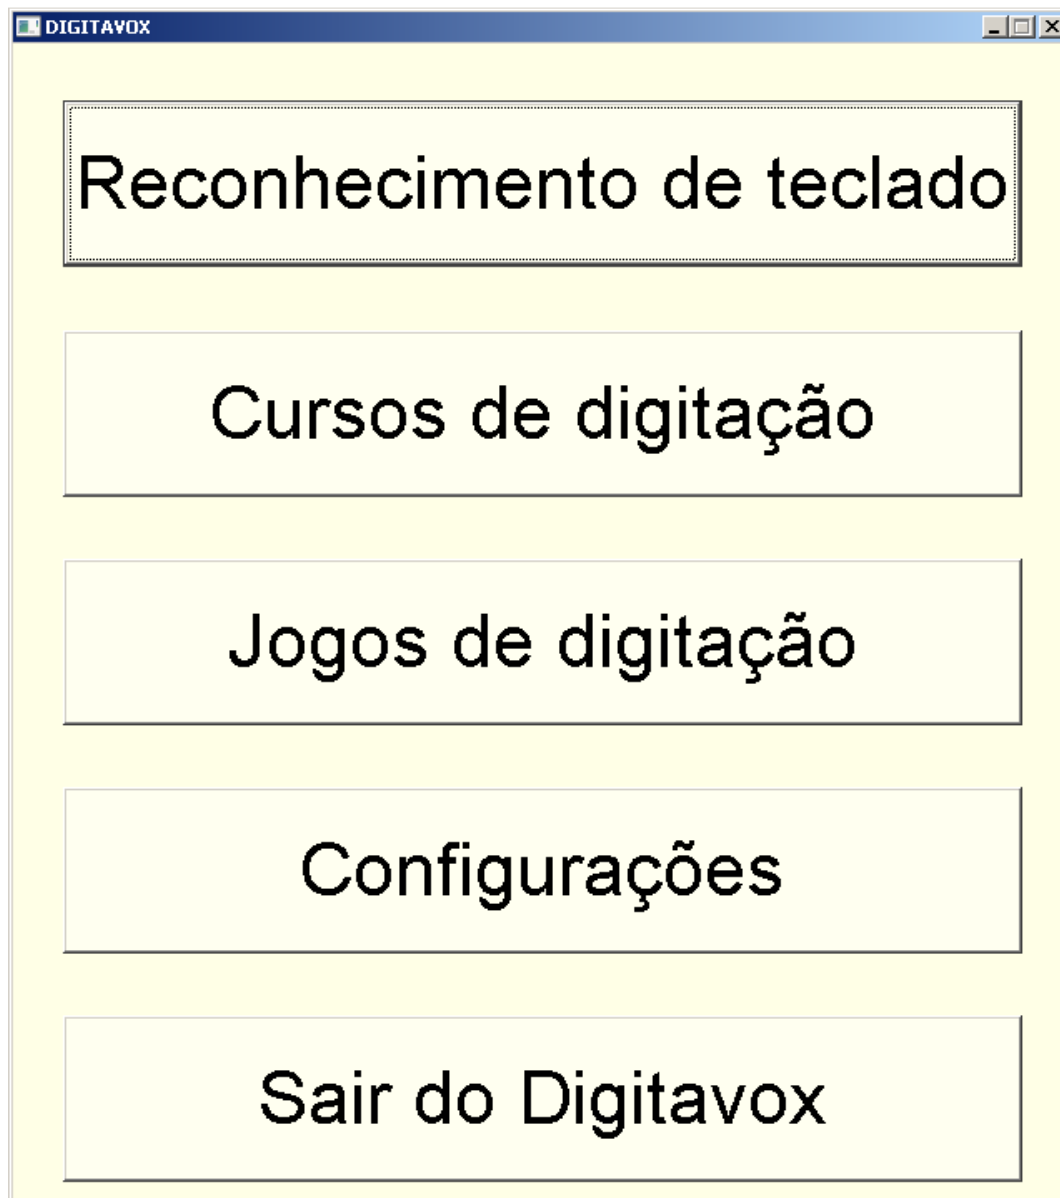 DIGITAVOX
Reconhecimento de teclado
Cursos de digitação
Jogos de digitação
Configurações
Sair do Digitavox